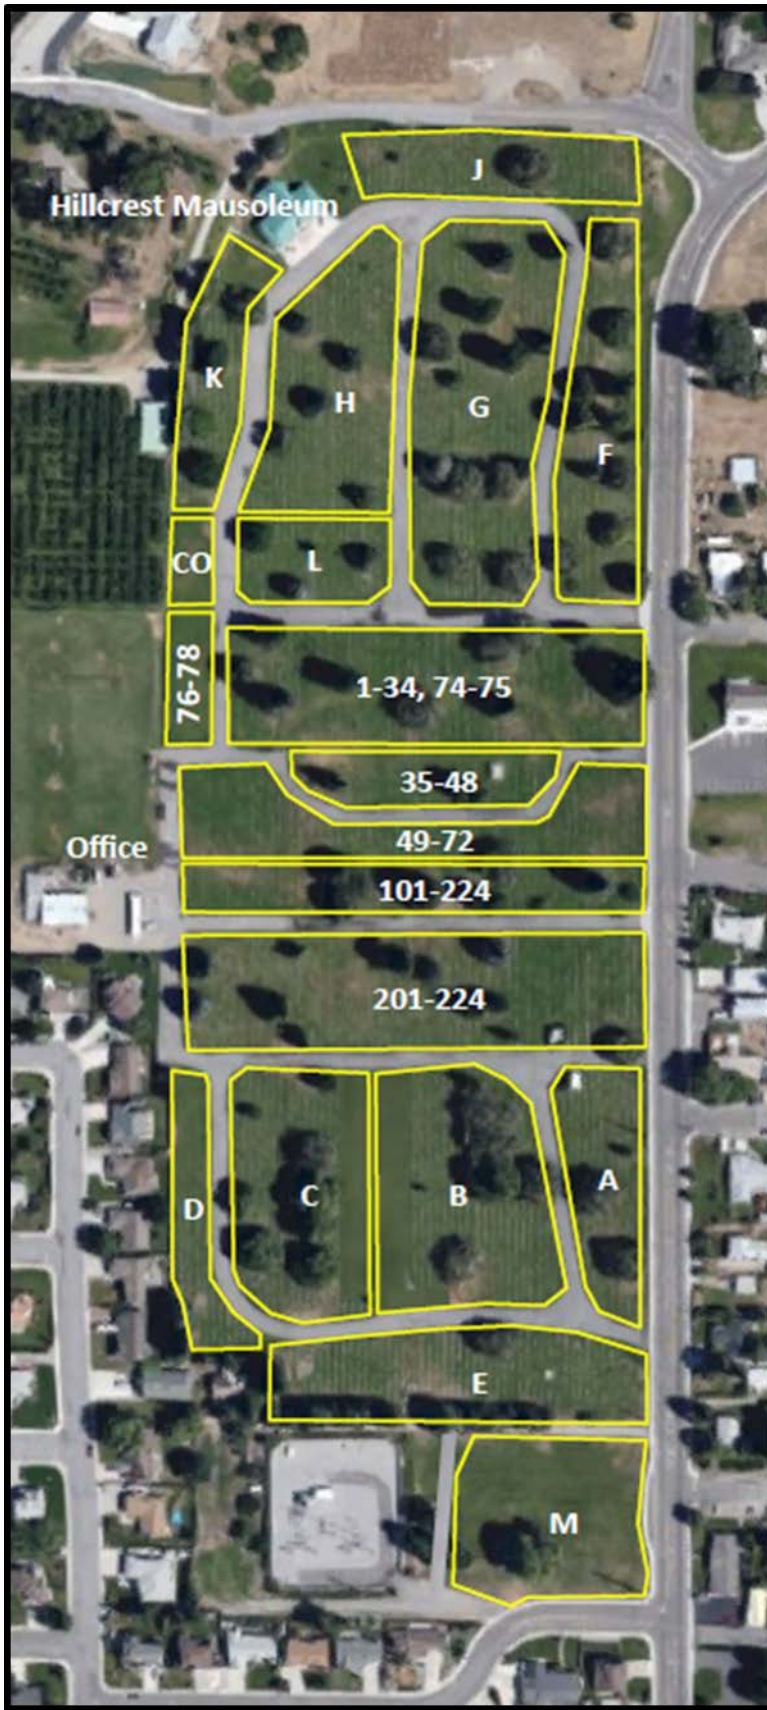 J
Hillcrest Mausoleum
K
H
G
F
CO
L
76-78
1-34, 74-75
35-48
49-72
Office
101-224
201-224
D
C
B
A
E
M